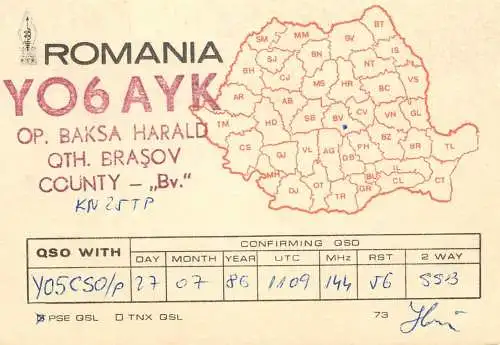 ROMANIA
YO6AYK
OP. BAKSA HARALD
QTH. BRAŞOV
COUNTY – „Bv."
KN25TP
SM MM SV BT
BH SJ BN NT IS
CJ MS HR BC VS
AR AB
TM HD SB BV CV VN GL
CS GJ VL AG DB PH BZ BR TL
MH DJ OT TR GR IL CL CT
QSO WITH
CONFIRMING QSO
DAY MONTH YEAR UTC MHz RST 2 WAY
YO5CSO/p 27 07 86 1109 144 56 SSB
PSE QSL TNX QSL 73